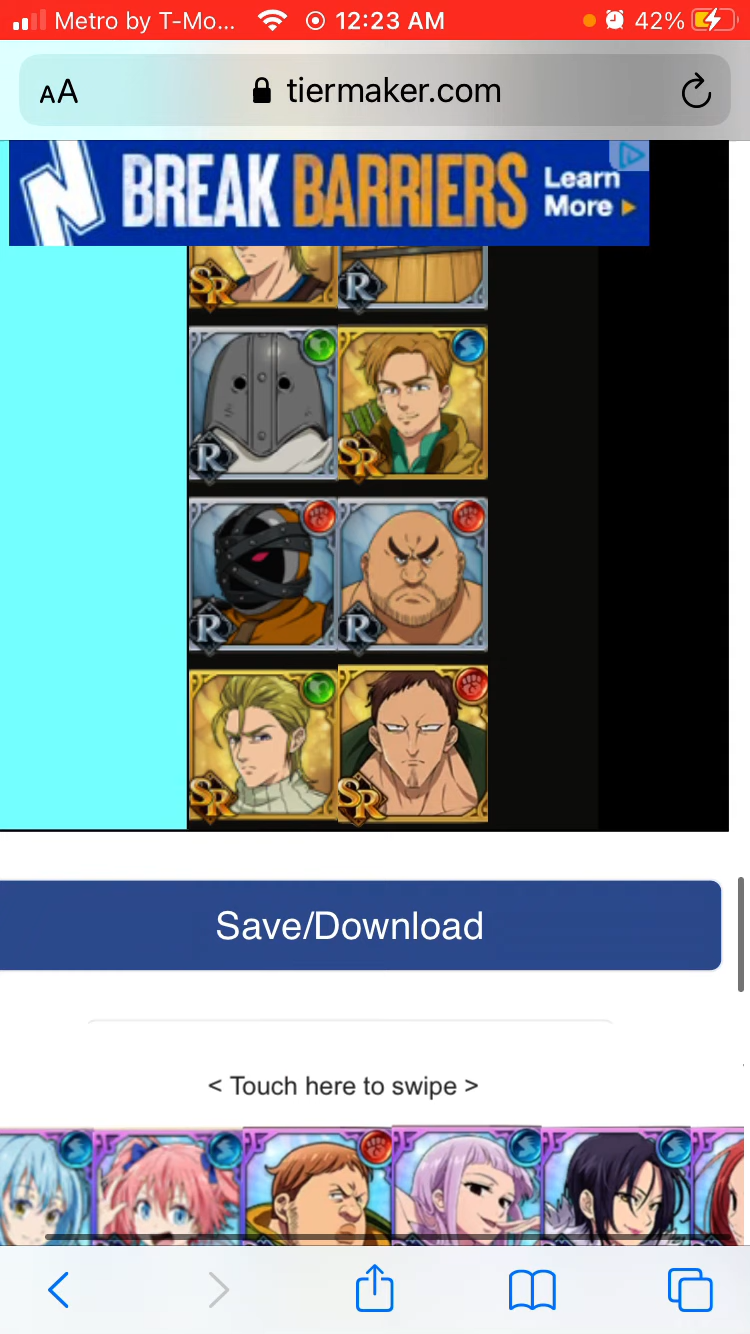 Metro by T-Mo... 12:23 AM 42%
AA tiermaker.com
BREAK BARRIERS Learn More
SR R
R SR
R R
SR SR
Save/Download
< Touch here to swipe >